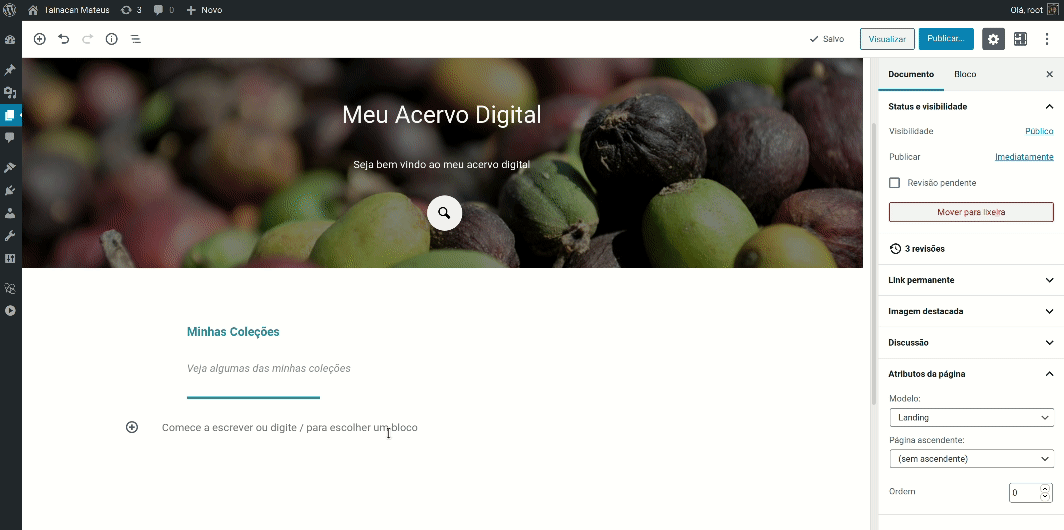 Tainacan Mateus 3 0 Novo Olá, root
Salvo Visualizar Publicar...
Documento Bloco
Meu Acervo Digital
Seja bem vindo ao meu acervo digital
Status e visibilidade
Visibilidade Público
Publicar Imediatamente
Revisão pendente
Mover para lixeira
3 revisões
Link permanente
Imagem destacada
Discussão
Atributos da página
Modelo:
Landing
Página ascendente:
(sem ascendente)
Ordem 0
Minhas Coleções
Veja algumas das minhas coleções
Comece a escrever ou digite / para escolher um bloco